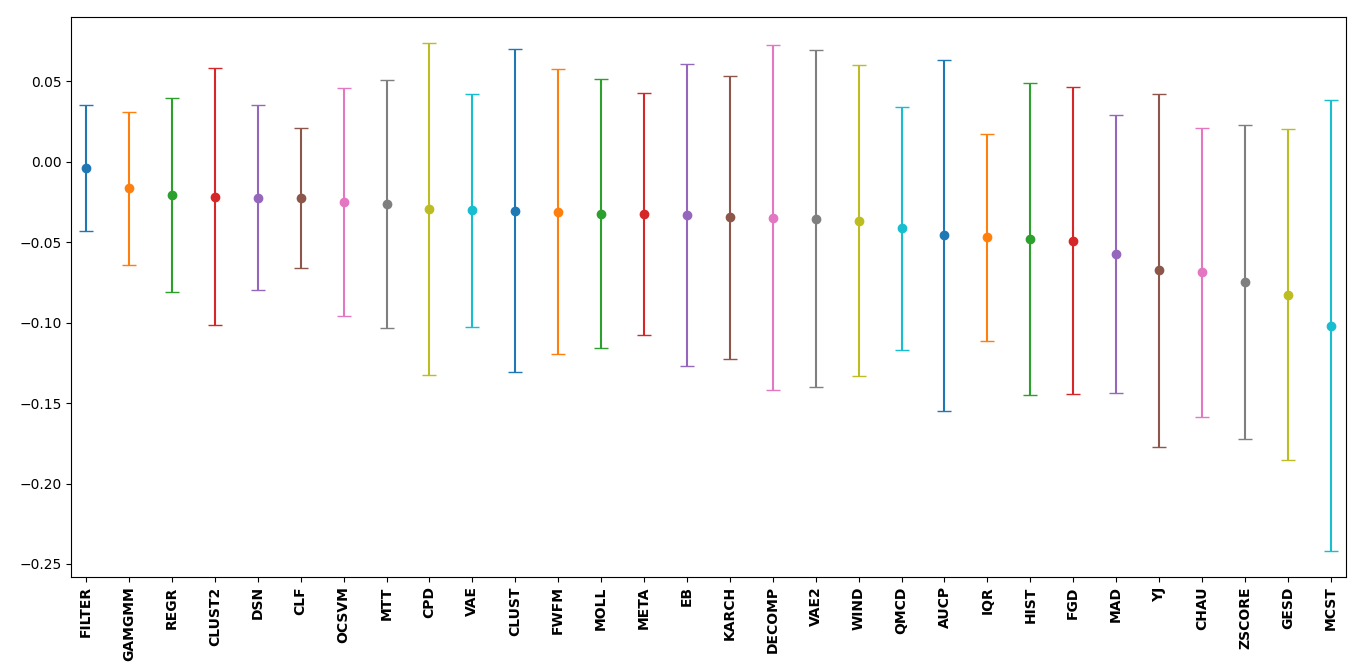 0.05
0.00
−0.05
−0.10
−0.15
−0.20
−0.25
FILTER
GAMGMM
REGR
CLUST2
DSN
CLF
OCSVM
MTT
CPD
VAE
CLUST
FWFM
MOLL
META
EB
KARCH
DECOMP
VAE2
WIND
QMCD
AUCP
IQR
HIST
FGD
MAD
YJ
CHAU
ZSCORE
GESD
MCST